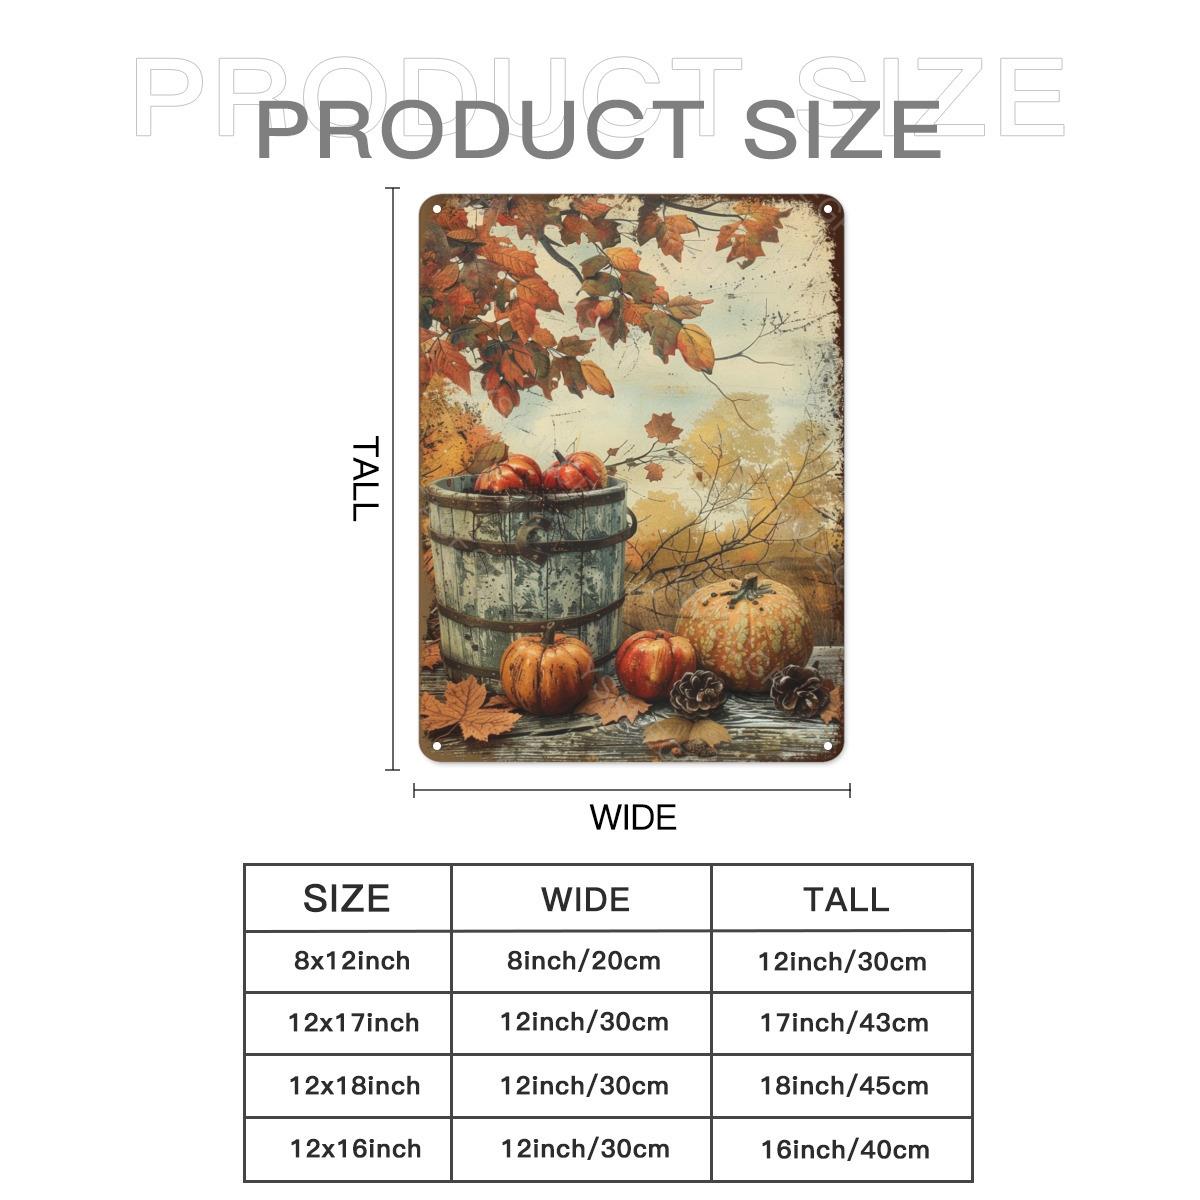 PRODUCT SIZE
PRODUCT SIZE
TALL
WIDE
SIZE WIDE TALL
8x12inch 8inch/20cm 12inch/30cm
12x17inch 12inch/30cm 17inch/43cm
12x18inch 12inch/30cm 18inch/45cm
12x16inch 12inch/30cm 16inch/40cm